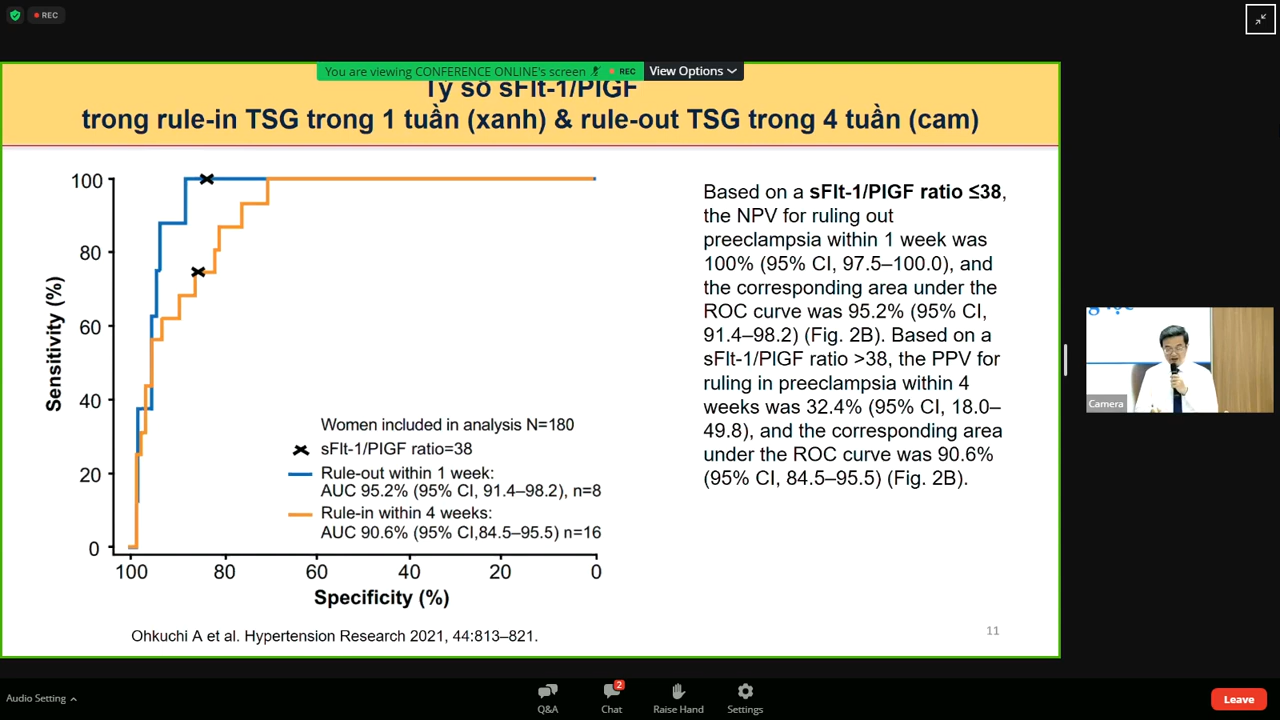 REC
You are viewing CONFERENCE ONLINE's screen
REC
View Options
Tỷ số sFlt-1/PlGF
trong rule-in TSG trong 1 tuần (xanh) & rule-out TSG trong 4 tuần (cam)
100
80
60
40
20
0
Sensitivity (%)
Women included in analysis N=180
sFlt-1/PlGF ratio=38
Rule-out within 1 week:
AUC 95.2% (95% CI, 91.4–98.2), n=8
Rule-in within 4 weeks:
AUC 90.6% (95% CI,84.5–95.5) n=16
100 80 60 40 20 0
Specificity (%)
Based on a sFlt-1/PlGF ratio ≤38,
the NPV for ruling out
preeclampsia within 1 week was
100% (95% CI, 97.5–100.0), and
the corresponding area under the
ROC curve was 95.2% (95% CI,
91.4–98.2) (Fig. 2B). Based on a
sFlt-1/PlGF ratio >38, the PPV for
ruling in preeclampsia within 4
weeks was 32.4% (95% CI, 18.0–
49.8), and the corresponding area
under the ROC curve was 90.6%
(95% CI, 84.5–95.5) (Fig. 2B).
Ohkuchi A et al. Hypertension Research 2021, 44:813–821.
11
Camera
Audio Setting
Q&A
2
Chat
Raise Hand
Settings
Leave